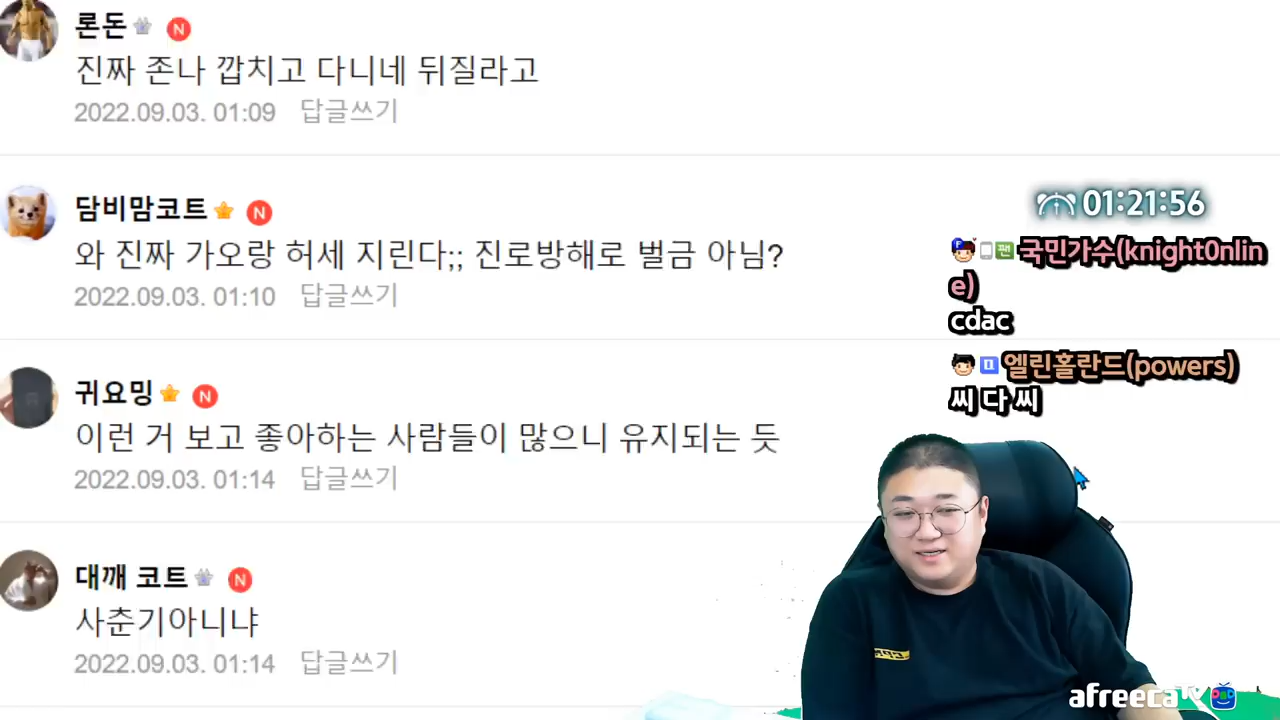 론돈 N
진짜 존나 깝치고 다니네 뒤질라고
2022.09.03. 01:09 답글쓰기
담비맘코트 N
와 진짜 가오랑 허세 지린다;; 진로방해로 벌금 아님?
2022.09.03. 01:10 답글쓰기
귀요밍 N
이런 거 보고 좋아하는 사람들이 많으니 유지되는 듯
2022.09.03. 01:14 답글쓰기
대깨 코트 N
사춘기아니냐
2022.09.03. 01:14 답글쓰기
01:21:56
팬 국민가수(knight0nlin
e)
cdac
엘린홀란드(powers)
씨 다 씨
afreecaTV